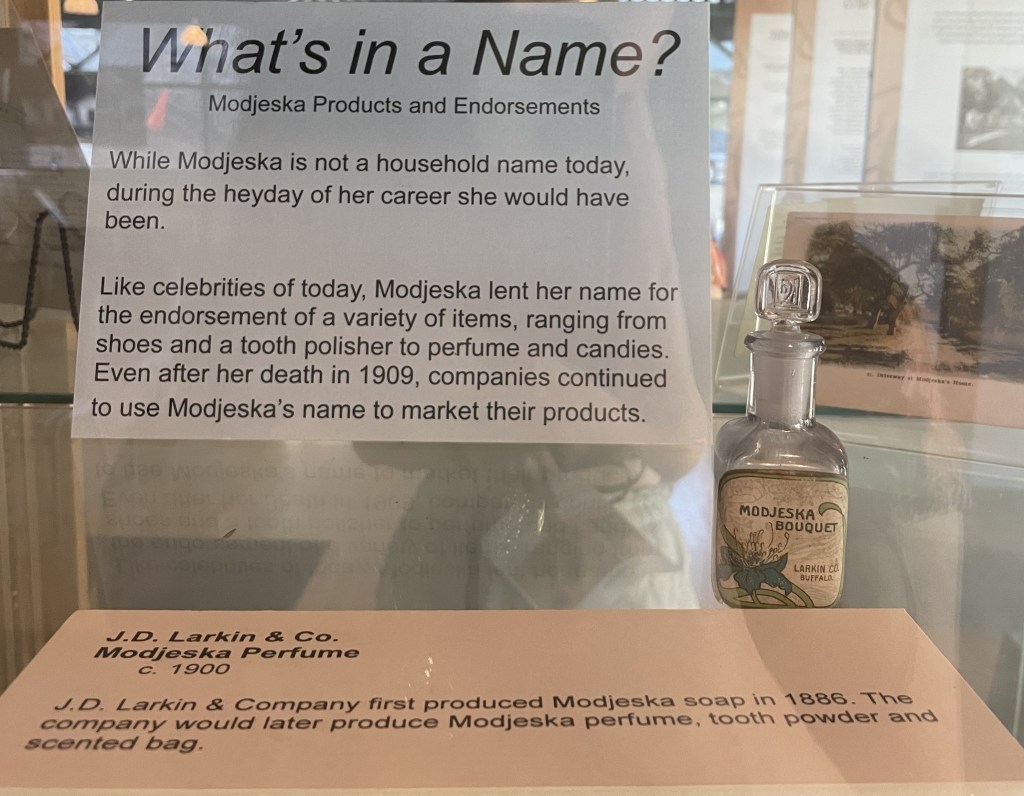 What's in a Name?
Modjeska Products and Endorsements
While Modjeska is not a household name today,
during the heyday of her career she would have
been.
Like celebrities of today, Modjeska lent her name for
the endorsement of a variety of items, ranging from
shoes and a tooth polisher to perfume and candies.
Even after her death in 1909, companies continued
to use Modjeska's name to market their products.
MODJESKA
BOUQUET
LARKIN CO.
BUFFALO.
J.D. Larkin & Co.
Modjeska Perfume
c. 1900
J.D. Larkin & Company first produced Modjeska soap in 1886. The
company would later produce Modjeska perfume, tooth powder and
scented bag.